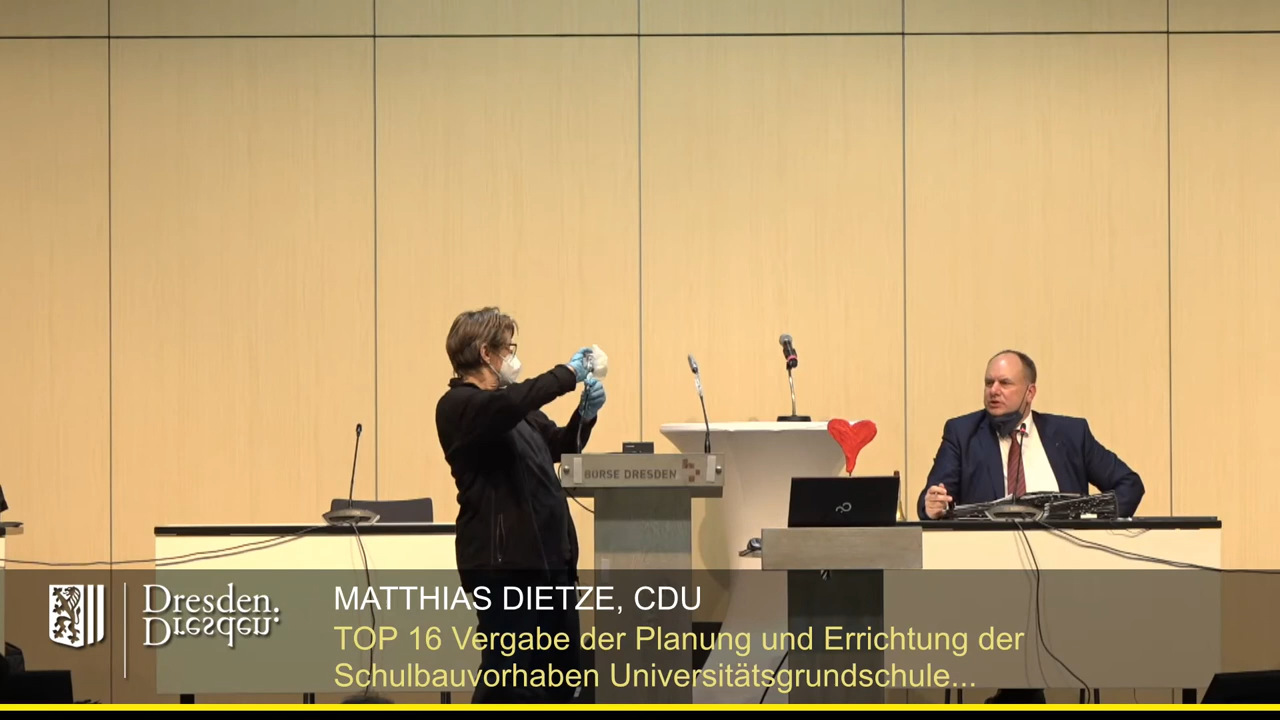 BÖRSE DRESDEN
Dresden.
Dresden.
MATTHIAS DIETZE, CDU
TOP 16 Vergabe der Planung und Errichtung der
Schulbauvorhaben Universitätsgrundschule...